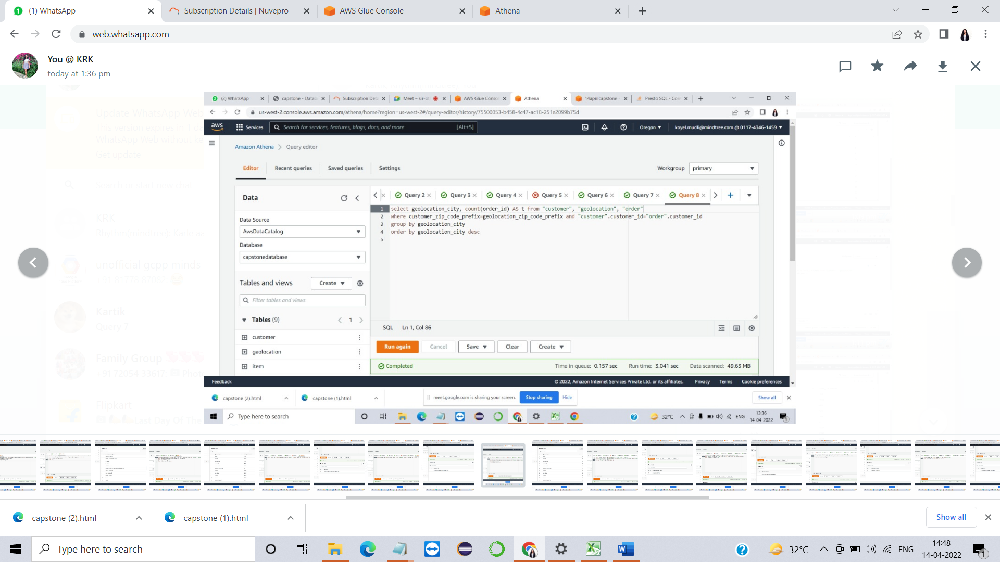 (1) WhatsApp
Subscription Details | Nuvepro
AWS Glue Console
Athena
web.whatsapp.com
You @ KRK
today at 1:36 pm
Update WhatsApp Web
This version expires in 1 da
WhatsApp Web without ke
Get update
Search or start new chat
KRK
Rhythm(mindtree): Karle aa
unofficial gcpp minds
Kartik
Query 7
Family Group
+91 72054 33617: Photo
Flipkart
Last Day Of The
(2) WhatsApp
capstone - Datab
Subscription Deta
Meet – sir-bt
AWS Glue Consol
Athena
14aprilcapstone
Presto SQL - Con
us-west-2.console.aws.amazon.com/athena/home?region=us-west-2#/query-editor/history/75500053-b458-4c47-ac18-251e2099b75d
aws
Services
Search for services, features, blogs, docs, and more
[Alt+S]
Oregon
koyel.mudli@mindtree.com @ 0117-4346-1459
Amazon Athena
Query editor
Editor
Recent queries
Saved queries
Settings
Workgroup
primary
Data
Query 2
Query 3
Query 4
Query 5
Query 6
Query 7
Query 8
1 select geolocation_city, count(order_id) AS t from "customer", "geolocation", "order"
2 where customer_zip_code_prefix=geolocation_zip_code_prefix and "customer".customer_id="order".customer_id
3 group by geolocation_city
4 order by geolocation_city desc
5
Data Source
AwsDataCatalog
Database
capstonedatabase
Tables and views
Create
Filter tables and views
Tables (9)
1
customer
geolocation
item
SQL
Ln 1, Col 86
Run again
Cancel
Save
Clear
Create
Completed
Time in queue: 0.157 sec
Run time: 3.041 sec
Data scanned: 49.63 MB
Feedback
© 2022, Amazon Internet Services Private Ltd. or its affiliates.
Privacy
Terms
Cookie preferences
capstone (2).html
capstone (1).html
meet.google.com is sharing your screen.
Stop sharing
Hide
Show all
Type here to search
32°C
ENG
13:36
14-04-2022
1
capstone (2).html
capstone (1).html
Show all
Type here to search
32°C
ENG
14:48
14-04-2022
1